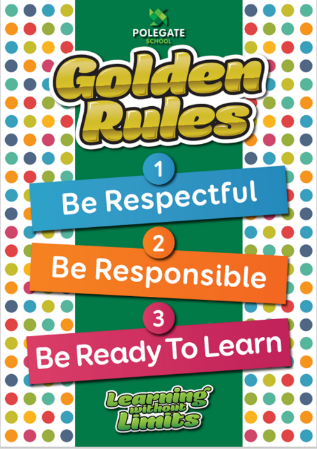 POLEGATE
SCHOOL
Golden
Rules
1
Be Respectful
2
Be Responsible
3
Be Ready To Learn
Learning
without
Limits